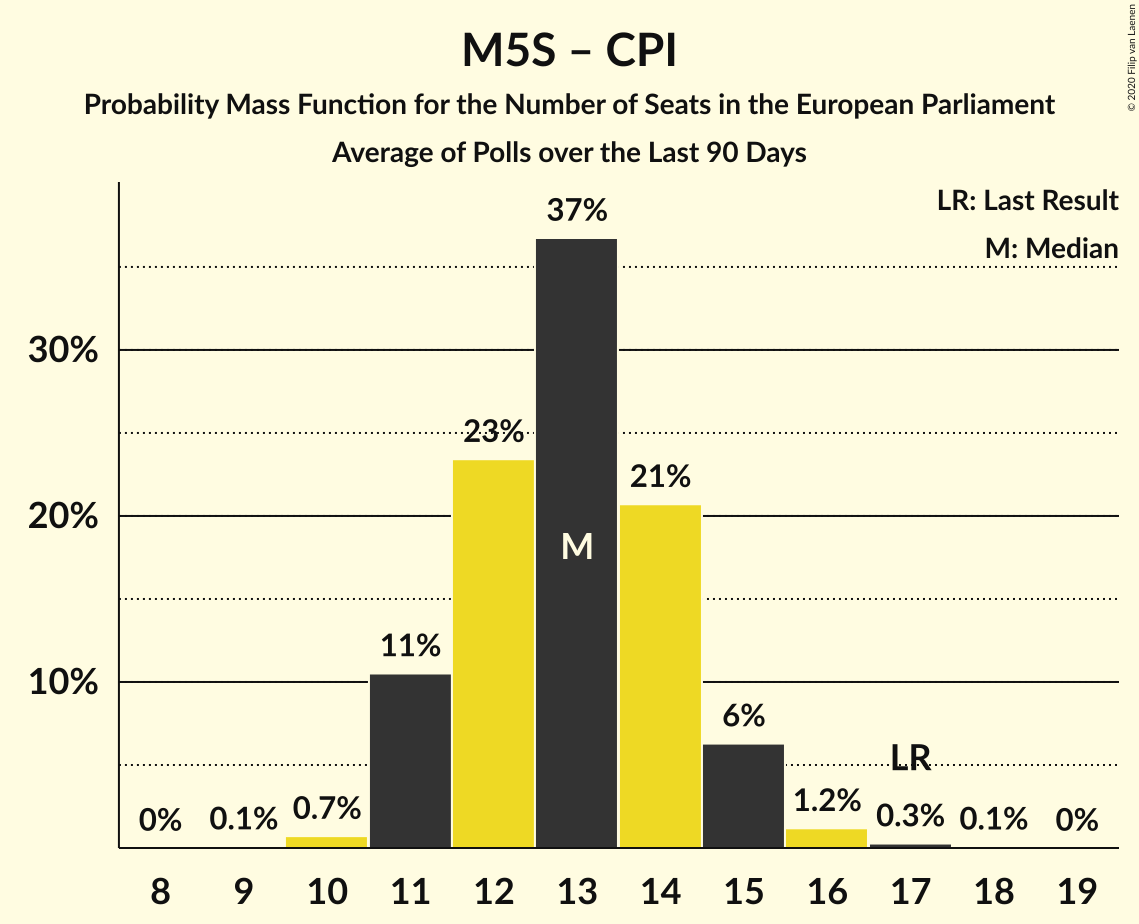 M5S – CPI
Probability Mass Function for the Number of Seats in the European Parliament
Average of Polls over the Last 90 Days
© 2020 Filip van Laenen
LR: Last Result
M: Median
30%
20%
10%
0%
0.1%
0.7%
11%
23%
37%
M
21%
6%
1.2%
LR
0.3%
0.1%
0%
8 9 10 11 12 13 14 15 16 17 18 19